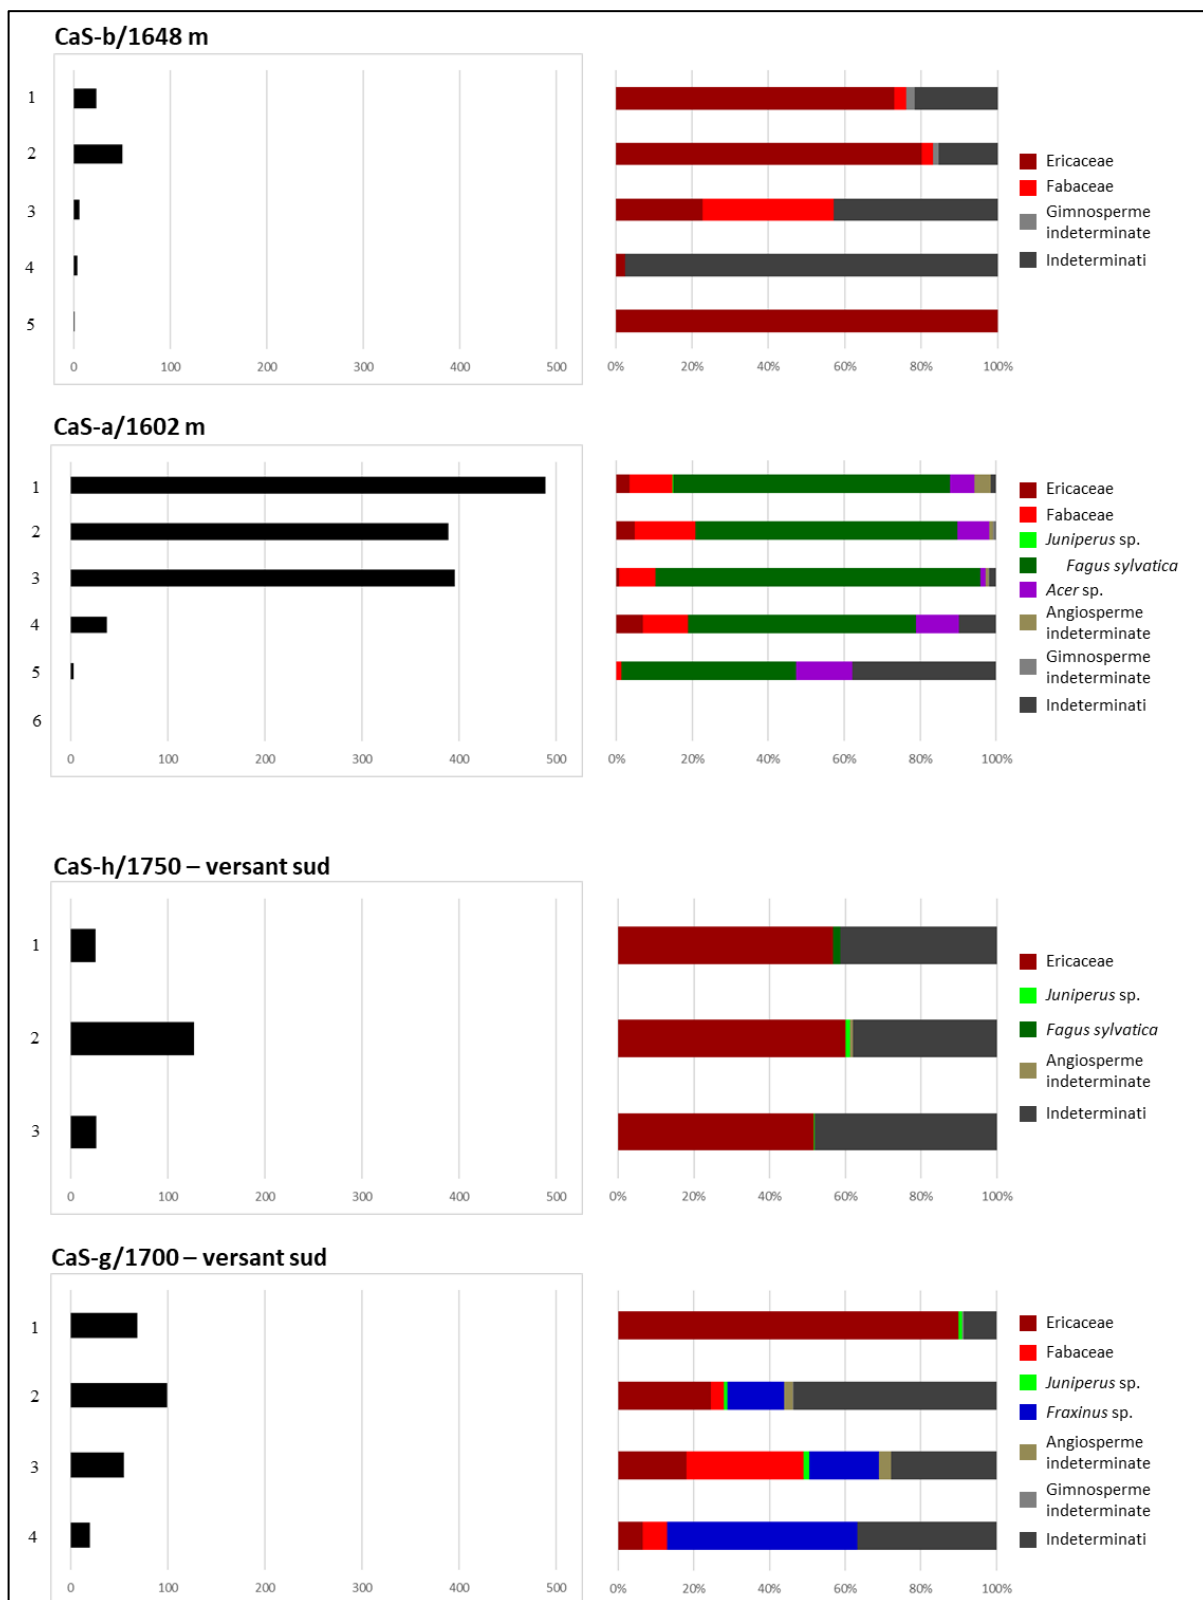 CaS-b/1648 m
1
2
3
4
5
0 100 200 300 400 500
0% 20% 40% 60% 80% 100%
Ericaceae
Fabaceae
Gimnosperme
indeterminate
Indeterminati
CaS-a/1602 m
1
2
3
4
5
6
0 100 200 300 400 500
0% 20% 40% 60% 80% 100%
Ericaceae
Fabaceae
Juniperus sp.
Fagus sylvatica
Acer sp.
Angiosperme
indeterminate
Gimnosperme
indeterminate
Indeterminati
CaS-h/1750 – versant sud
1
2
3
0 100 200 300 400 500
0% 20% 40% 60% 80% 100%
Ericaceae
Juniperus sp.
Fagus sylvatica
Angiosperme
indeterminate
Indeterminati
CaS-g/1700 – versant sud
1
2
3
4
0 100 200 300 400 500
0% 20% 40% 60% 80% 100%
Ericaceae
Fabaceae
Juniperus sp.
Fraxinus sp.
Angiosperme
indeterminate
Gimnosperme
indeterminate
Indeterminati